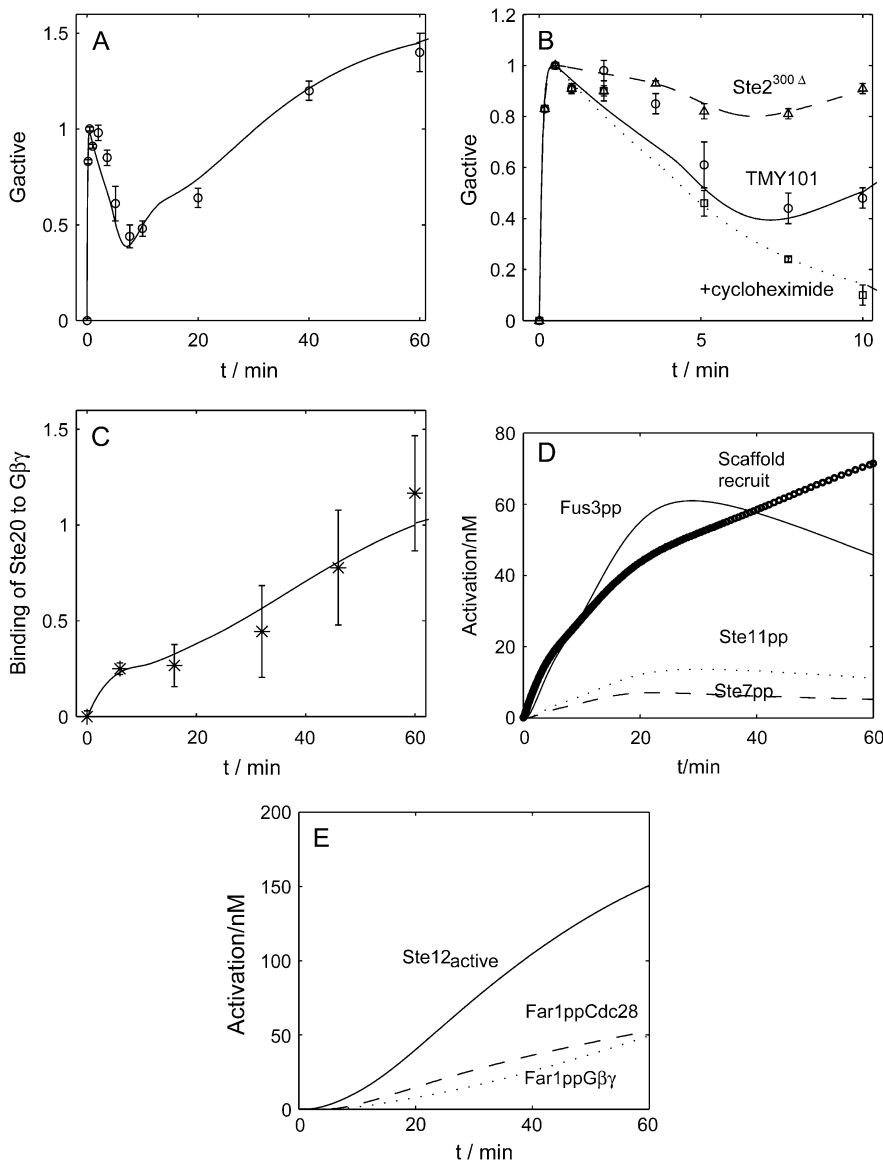 A
1.5
1
0.5
0
Gactive
0 20 40 60
t / min
B
1.2
1
0.8
0.6
0.4
0.2
0
Gactive
Ste2300 Δ
TMY101
+cycloheximide
0 5 10
t / min
C
1.5
1
0.5
0
Binding of Ste20 to Gβγ
0 20 40 60
t / min
D
80
60
40
20
0
Activation/nM
Scaffold
recruit
Fus3pp
Ste11pp
Ste7pp
0 20 40 60
t/min
E
200
150
100
50
0
Activation/nM
Ste12active
Far1ppCdc28
Far1ppGβγ
0 20 40 60
t / min